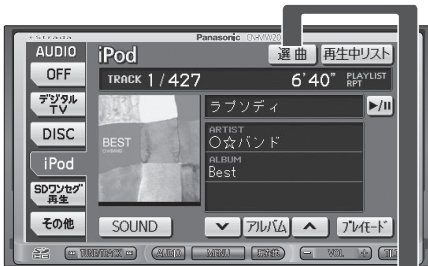 Strada
Panasonic
AUDIO
iPod
選曲
再生中リスト
OFF
TRACK 1/427
6'40"
PLAYLIST
RPT
デジタル
TV
ラプソディ
▶/II
DISC
BEST
ARTIST
○☆バンド
iPod
ALBUM
Best
SDワンセグ
再生
その他
SOUND
アルバム
プレイモード
AUDIO
MENU
VOL